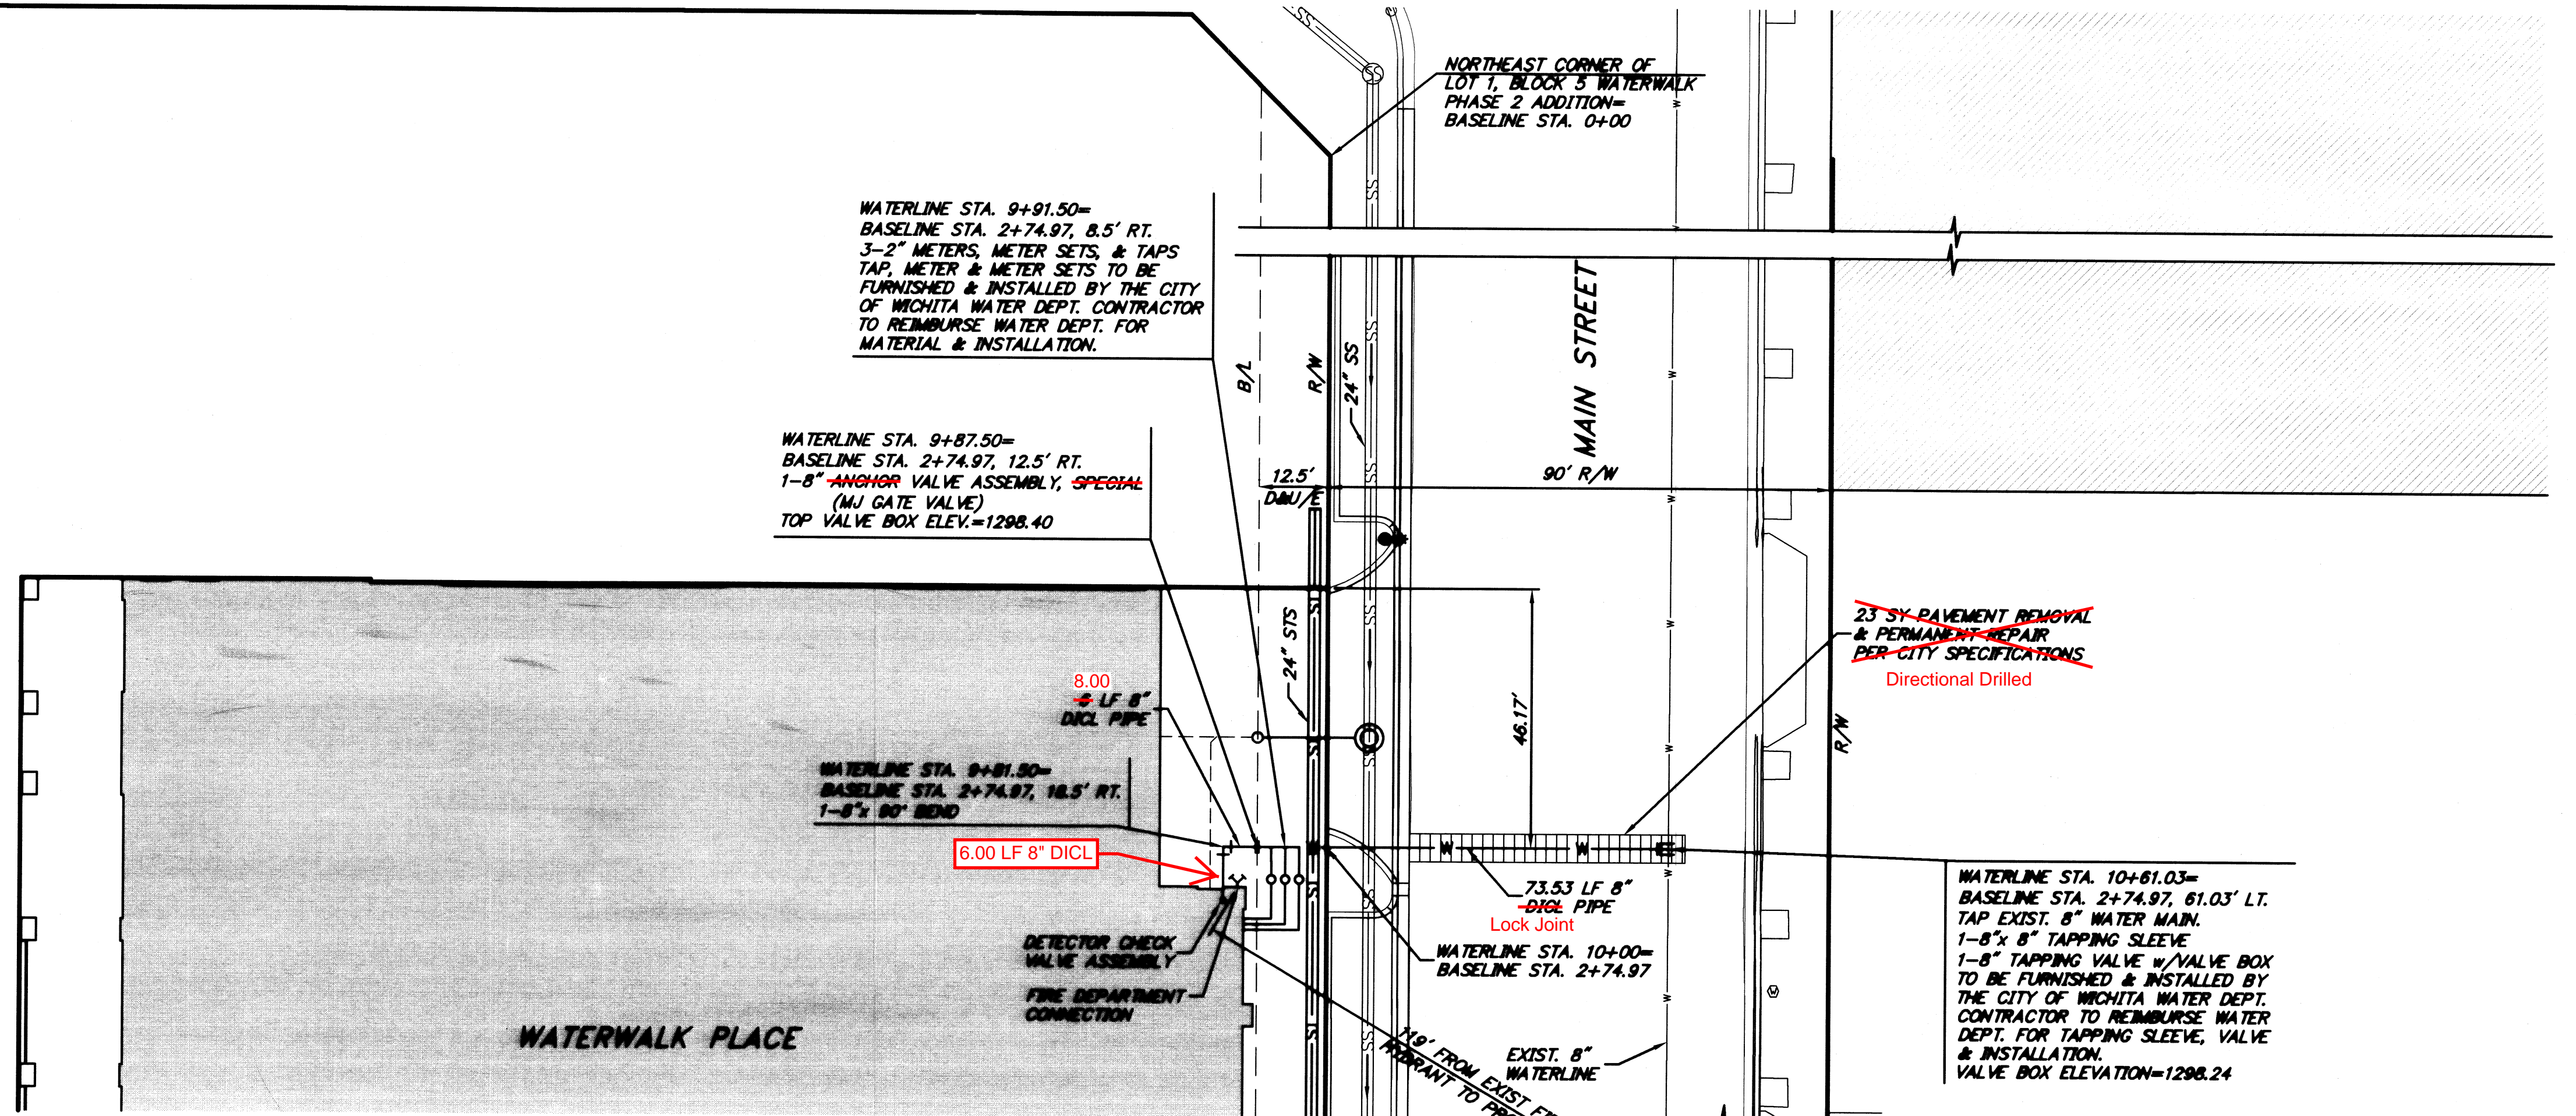 NORTHEAST CORNER OF
LOT 1, BLOCK 5 WATERWALK
PHASE 2 ADDITION=
BASELINE STA. 0+00
WATERLINE STA. 9+91.50=
BASELINE STA. 2+74.97, 8.5' RT.
3-2" METERS, METER SETS, & TAPS
TAP, METER & METER SETS TO BE
FURNISHED & INSTALLED BY THE CITY
OF WICHITA WATER DEPT. CONTRACTOR
TO REIMBURSE WATER DEPT. FOR
MATERIAL & INSTALLATION.
B/L
R/W
24" SS
MAIN STREET
WATERLINE STA. 9+87.50=
BASELINE STA. 2+74.97, 12.5' RT.
1-8" ANCHOR VALVE ASSEMBLY, SPECIAL
(MJ GATE VALVE)
TOP VALVE BOX ELEV.=1298.40
12.5'
D&U/E
90' R/W
24" STS
46.17'
R/W
23 SY PAVEMENT REMOVAL
& PERMANENT REPAIR
PER CITY SPECIFICATIONS
Directional Drilled
8.00
6 LF 8"
DICL PIPE
WATERLINE STA. 9+81.50=
BASELINE STA. 2+74.97, 18.5' RT.
1-8"x 90° BEND
6.00 LF 8" DICL
73.53 LF 8"
DICL PIPE
Lock Joint
WATERLINE STA. 10+00=
BASELINE STA. 2+74.97
DETECTOR CHECK
VALVE ASSEMBLY
FIRE DEPARTMENT
CONNECTION
WATERWALK PLACE
119' FROM EXIST
HYDRANT TO
EXIST. 8"
WATERLINE
WATERLINE STA. 10+61.03=
BASELINE STA. 2+74.97, 61.03' LT.
TAP EXIST. 8" WATER MAIN.
1-8"x 8" TAPPING SLEEVE
1-8" TAPPING VALVE w/VALVE BOX
TO BE FURNISHED & INSTALLED BY
THE CITY OF WICHITA WATER DEPT.
CONTRACTOR TO REIMBURSE WATER
DEPT. FOR TAPPING SLEEVE, VALVE
& INSTALLATION.
VALVE BOX ELEVATION=1298.24